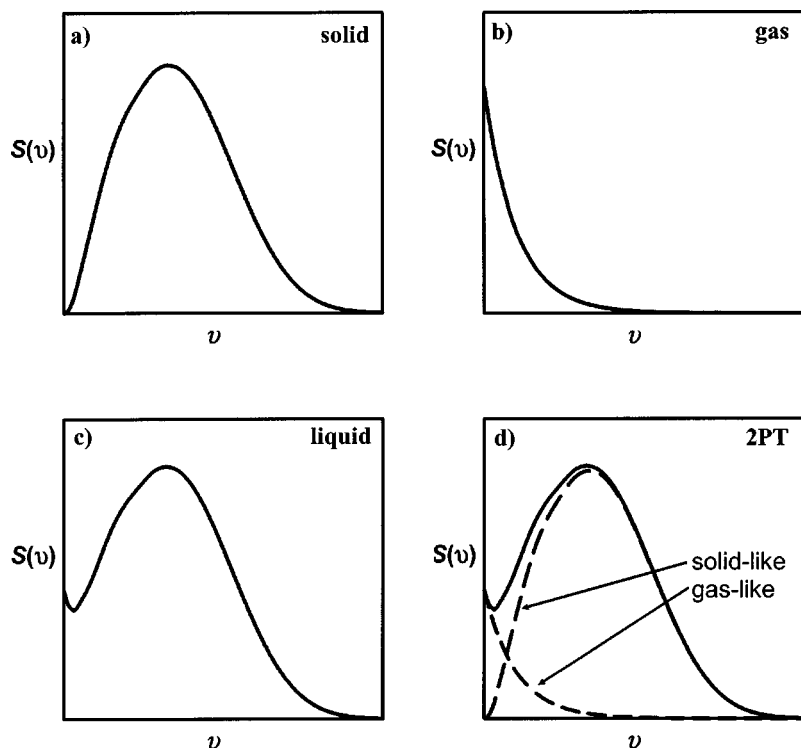 a) solid
S(υ)
υ
b) gas
S(υ)
υ
c) liquid
S(υ)
υ
d) 2PT
S(υ)
solid-like
gas-like
υ